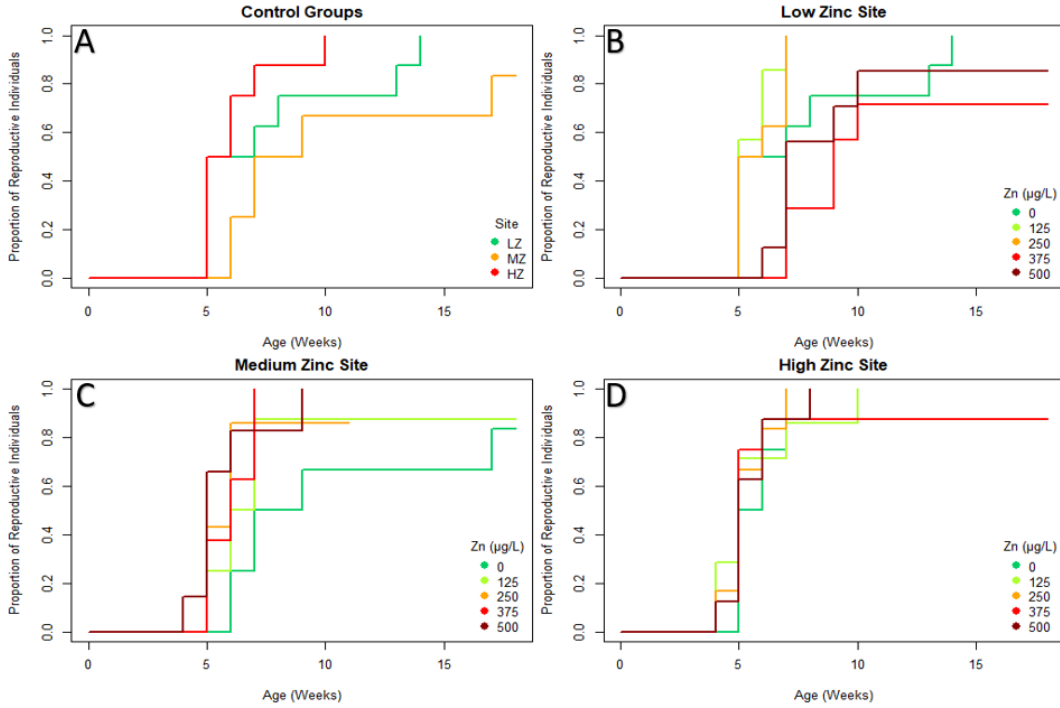 Control Groups
A
Proportion of Reproductive Individuals
1.0
0.8
0.6
0.4
0.2
0.0
Site
LZ
MZ
HZ
0 5 10 15
Age (Weeks)
Low Zinc Site
B
Proportion of Reproductive Individuals
1.0
0.8
0.6
0.4
0.2
0.0
Zn (µg/L)
0
125
250
375
500
0 5 10 15
Age (Weeks)
Medium Zinc Site
C
Proportion of Reproductive Individuals
1.0
0.8
0.6
0.4
0.2
0.0
Zn (µg/L)
0
125
250
375
500
0 5 10 15
Age (Weeks)
High Zinc Site
D
Proportion of Reproductive Individuals
1.0
0.8
0.6
0.4
0.2
0.0
Zn (µg/L)
0
125
250
375
500
0 5 10 15
Age (Weeks)